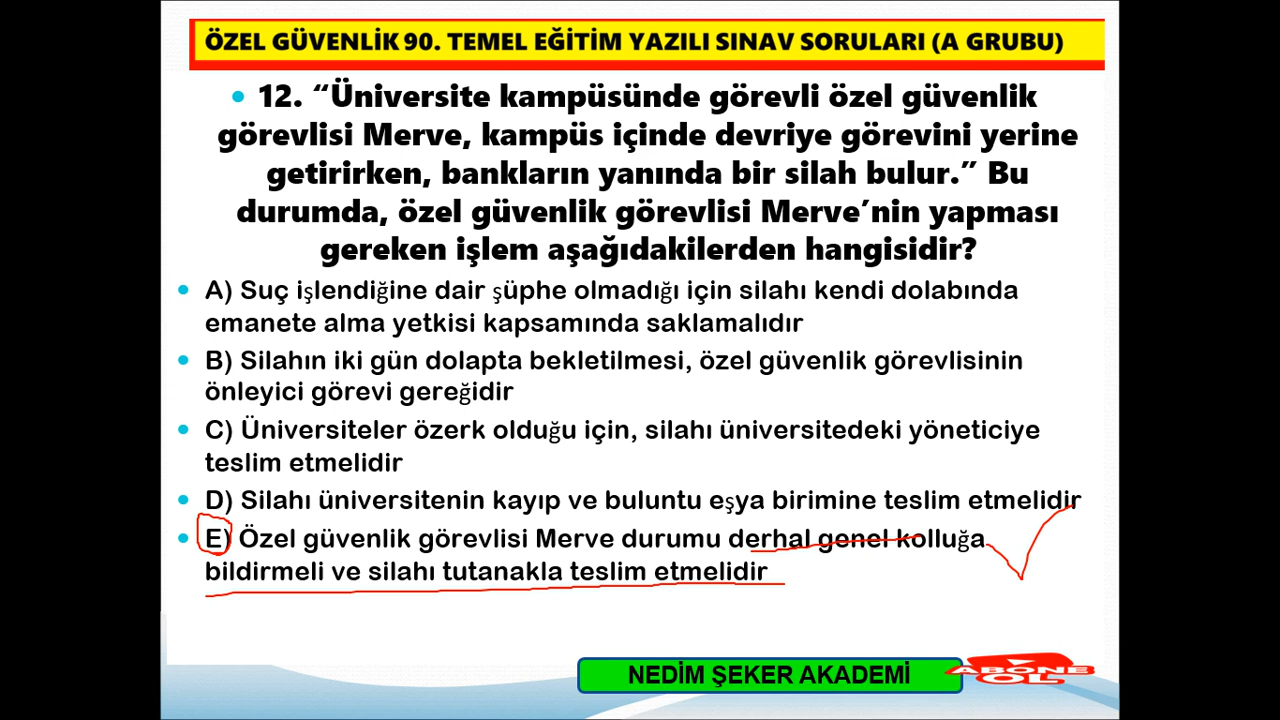 ÖZEL GÜVENLİK 90. TEMEL EĞİTİM YAZILI SINAV SORULARI (A GRUBU)
• 12. “Üniversite kampüsünde görevli özel güvenlik
görevlisi Merve, kampüs içinde devriye görevini yerine
getirirken, bankların yanında bir silah bulur.” Bu
durumda, özel güvenlik görevlisi Merve’nin yapması
gereken işlem aşağıdakilerden hangisidir?
• A) Suç işlendiğine dair şüphe olmadığı için silahı kendi dolabında
emanete alma yetkisi kapsamında saklamalıdır
• B) Silahın iki gün dolapta bekletilmesi, özel güvenlik görevlisinin
önleyici görevi gereğidir
• C) Üniversiteler özerk olduğu için, silahı üniversitedeki yöneticiye
teslim etmelidir
• D) Silahı üniversitenin kayıp ve buluntu eşya birimine teslim etmelidir
• E) Özel güvenlik görevlisi Merve durumu derhal genel kolluğa
bildirmeli ve silahı tutanakla teslim etmelidir
NEDİM ŞEKER AKADEMİ
ABONE
OL